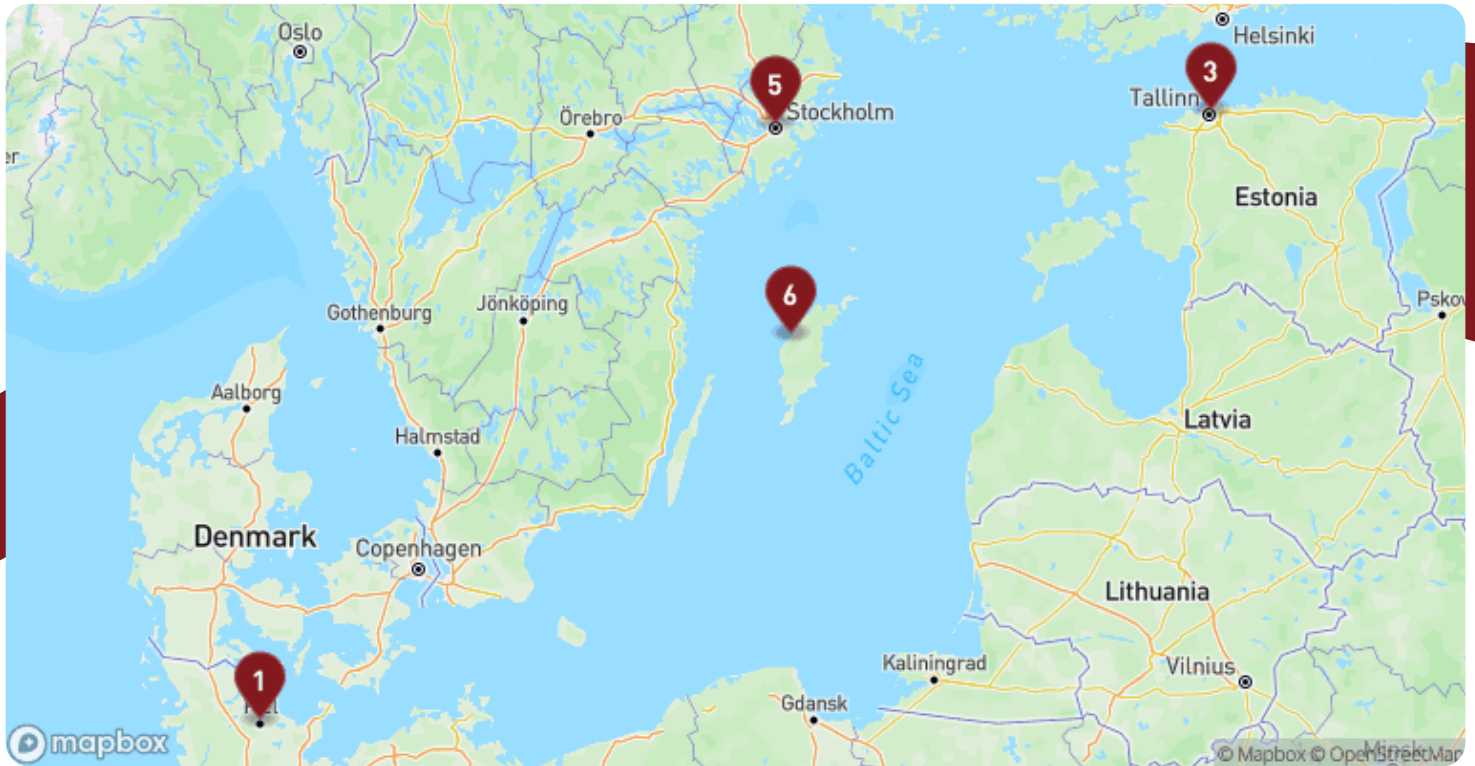 Oslo
Helsinki
3
Tallinn
5
Stockholm
Örebro
Estonia
6
Jönköping
Gothenburg
Pskov
Aalborg
Baltic Sea
Latvia
Halmstad
Denmark
Copenhagen
Lithuania
Kaliningrad
Vilnius
1
Gdansk
mapbox
© Mapbox © OpenStreetMap